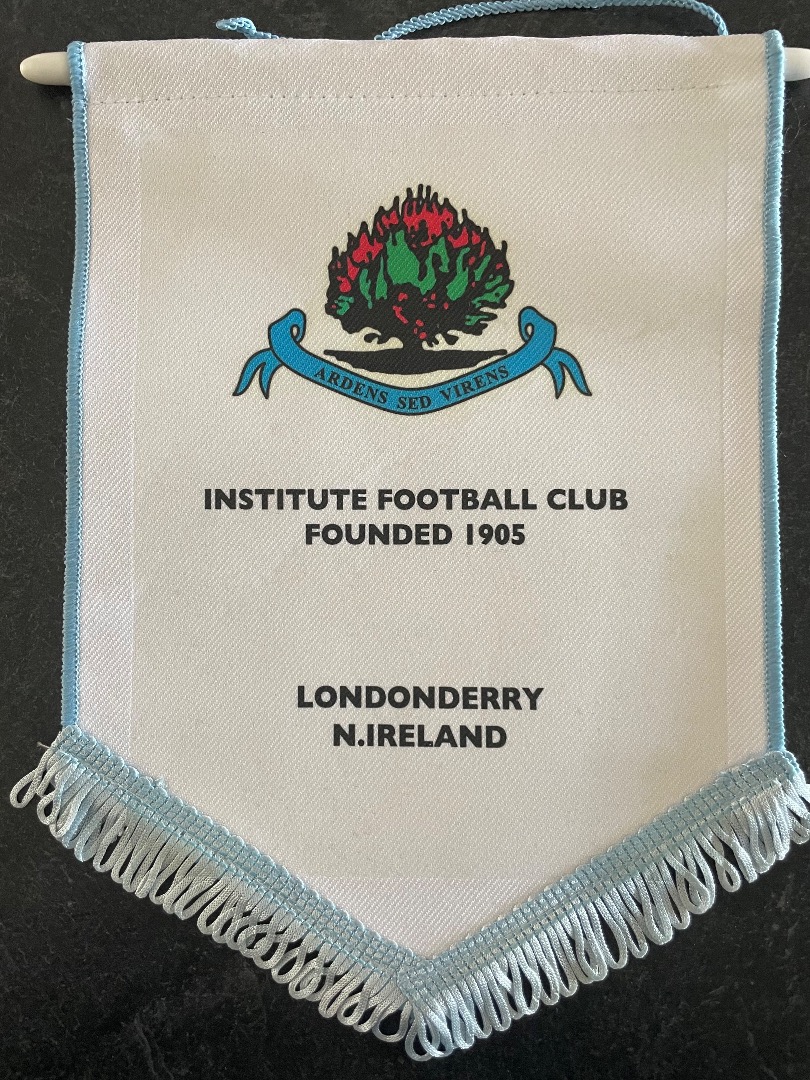 ARDENS SED VIRENS
INSTITUTE FOOTBALL CLUB
FOUNDED 1905
LONDONDERRY
N.IRELAND